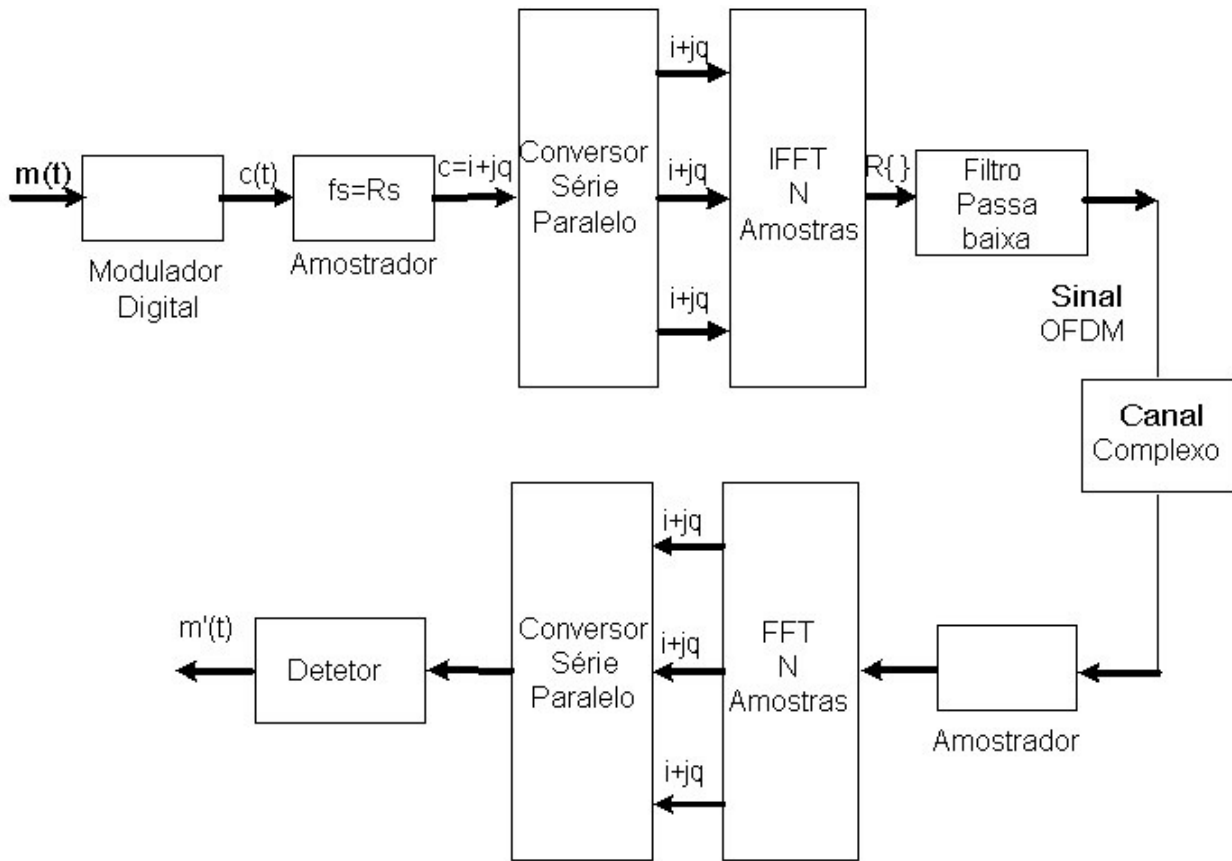 i+jq
m(t)
c(t)
fs=Rs
c=i+jq
Modulador
Digital
Amostrador
Conversor
Série
Paralelo
i+jq
i+jq
IFFT
N
Amostras
R{ }
Filtro
Passa
baixa
Sinal
OFDM
Canal
Complexo
i+jq
m'(t)
Detetor
Conversor
Série
Paralelo
i+jq
i+jq
FFT
N
Amostras
Amostrador